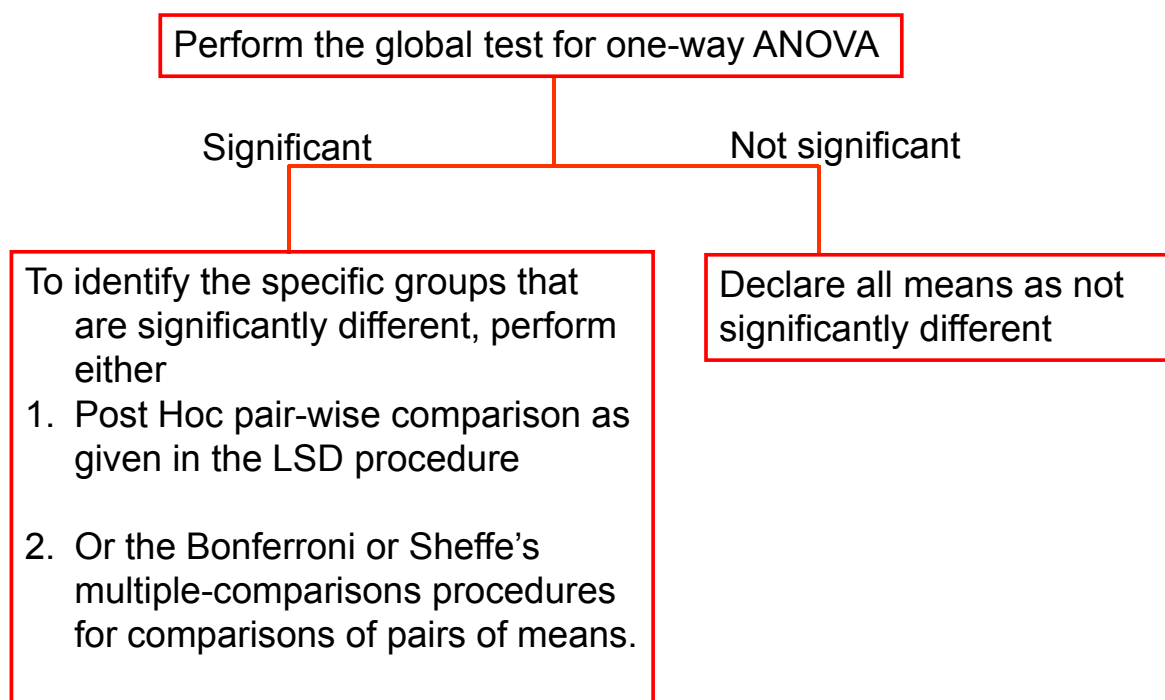 Perform the global test for one-way ANOVA
Significant
Not significant
To identify the specific groups that
are significantly different, perform
either
1. Post Hoc pair-wise comparison as
given in the LSD procedure
2. Or the Bonferroni or Sheffe’s
multiple-comparisons procedures
for comparisons of pairs of means.
Declare all means as not
significantly different